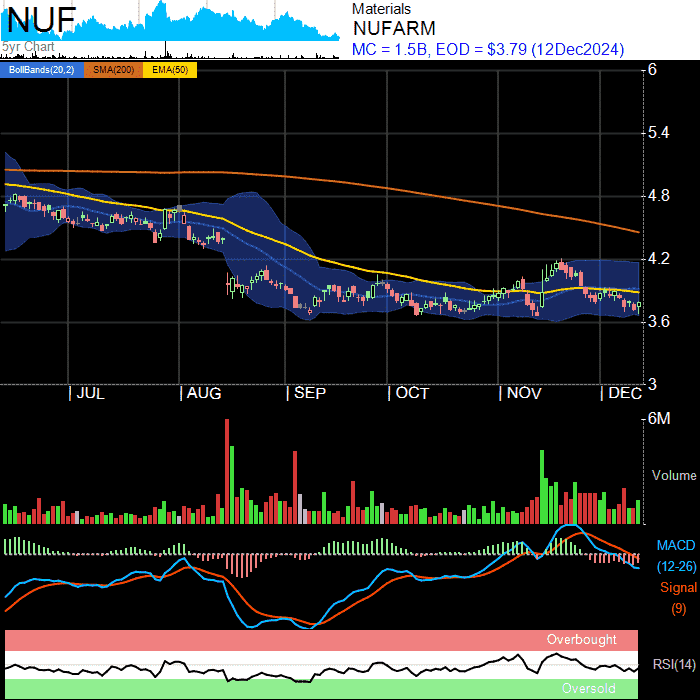 NUF
5yr Chart
Materials
NUFARM
MC = 1.5B, EOD = $3.79 (12Dec2024)
BollBands(20,2) SMA(200) EMA(50)
6
5.4
4.8
4.2
3.6
3
JUL AUG SEP OCT NOV DEC
6M
Volume
MACD
(12-26)
Signal
(9)
Overbought
RSI(14)
Oversold